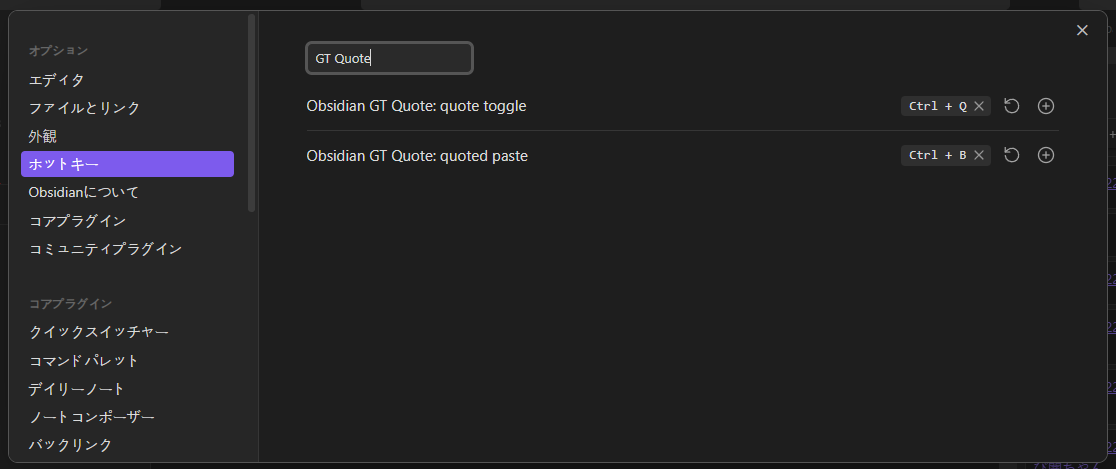 オプション
エディタ
ファイルとリンク
外観
ホットキー
Obsidianについて
コアプラグイン
コミュニティプラグイン
コアプラグイン
クイックスイッチャー
コマンドパレット
デイリーノート
ノートコンポーザー
バックリンク
GT Quote
Obsidian GT Quote: quote toggle
Ctrl + Q
Obsidian GT Quote: quoted paste
Ctrl + B